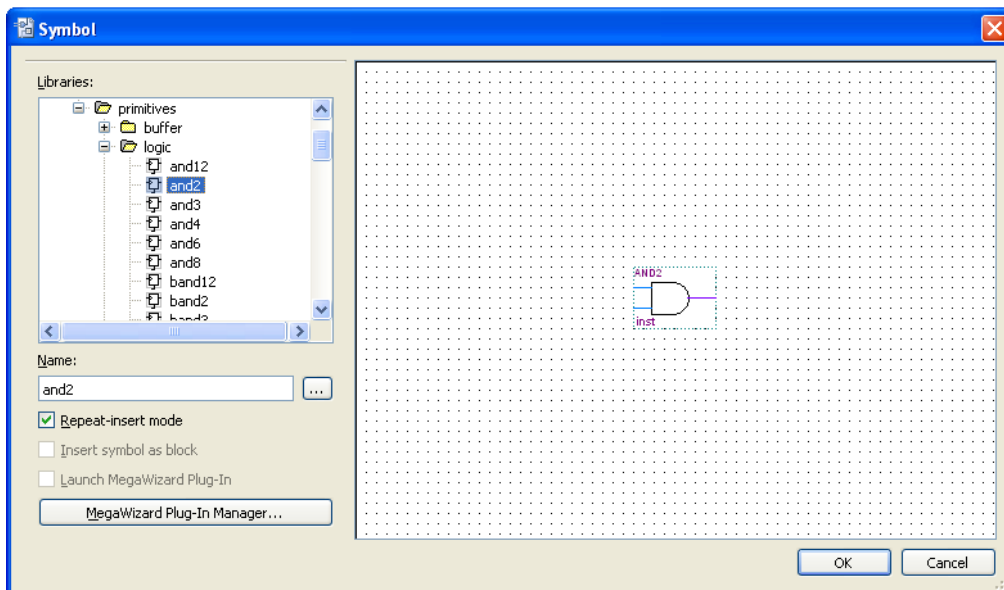 Symbol
Libraries:
primitives
buffer
logic
and12
and2
and3
and4
and6
and8
band12
band2
band3
Name:
and2
...
Repeat-insert mode
Insert symbol as block
Launch MegaWizard Plug-In
MegaWizard Plug-In Manager...
AND2
inst
OK
Cancel